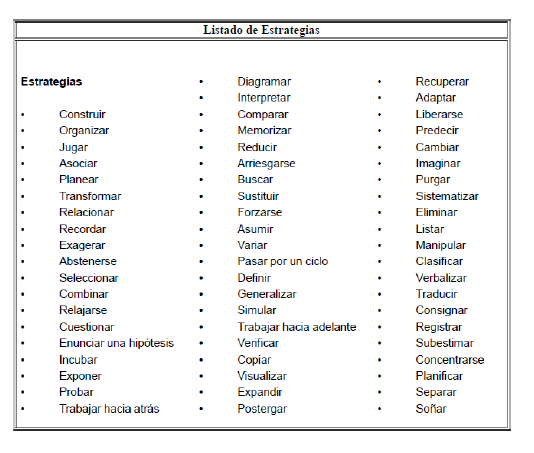 Listado de Estrategias
Estrategias
• Construir
• Organizar
• Jugar
• Asociar
• Planear
• Transformar
• Relacionar
• Recordar
• Exagerar
• Abstenerse
• Seleccionar
• Combinar
• Relajarse
• Cuestionar
• Enunciar una hipótesis
• Incubar
• Exponer
• Probar
• Trabajar hacia atrás
• Diagramar
• Interpretar
• Comparar
• Memorizar
• Reducir
• Arriesgarse
• Buscar
• Sustituir
• Forzarse
• Asumir
• Variar
• Pasar por un ciclo
• Definir
• Generalizar
• Simular
• Trabajar hacia adelante
• Verificar
• Copiar
• Visualizar
• Expandir
• Postergar
• Recuperar
• Adaptar
• Liberarse
• Predecir
• Cambiar
• Imaginar
• Purgar
• Sistematizar
• Eliminar
• Listar
• Manipular
• Clasificar
• Verbalizar
• Traducir
• Consignar
• Registrar
• Subestimar
• Concentrarse
• Planificar
• Separar
• Soñar